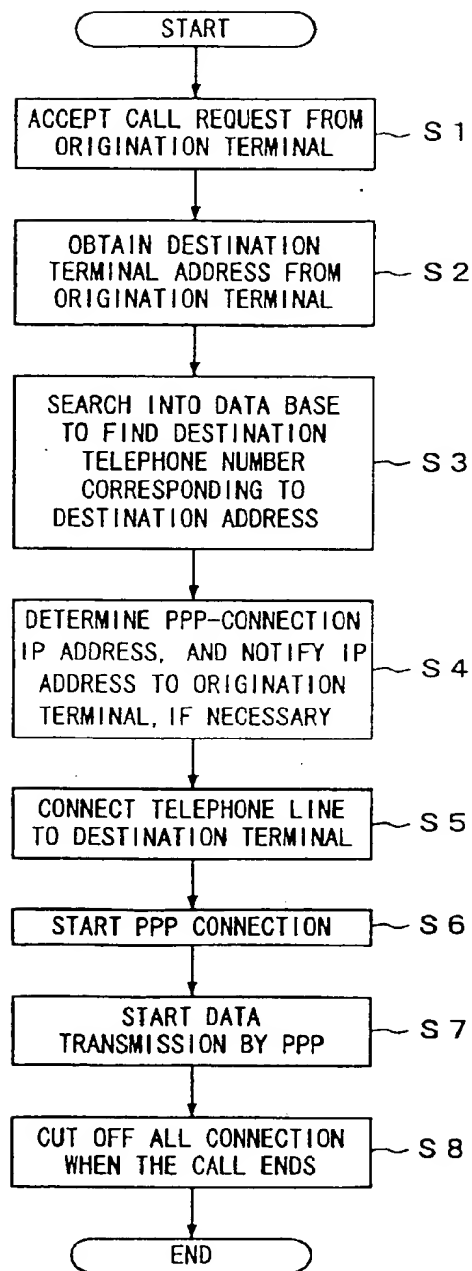 START
ACCEPT CALL REQUEST FROM
ORIGINATION TERMINAL
S 1
OBTAIN DESTINATION
TERMINAL ADDRESS FROM
ORIGINATION TERMINAL
S 2
SEARCH INTO DATA BASE
TO FIND DESTINATION
TELEPHONE NUMBER
CORRESPONDING TO
DESTINATION ADDRESS
S 3
DETERMINE PPP-CONNECTION
IP ADDRESS, AND NOTIFY IP
ADDRESS TO ORIGINATION
TERMINAL, IF NECESSARY
S 4
CONNECT TELEPHONE LINE
TO DESTINATION TERMINAL
S 5
START PPP CONNECTION
S 6
START DATA
TRANSMISSION BY PPP
S 7
CUT OFF ALL CONNECTION
WHEN THE CALL ENDS
S 8
END